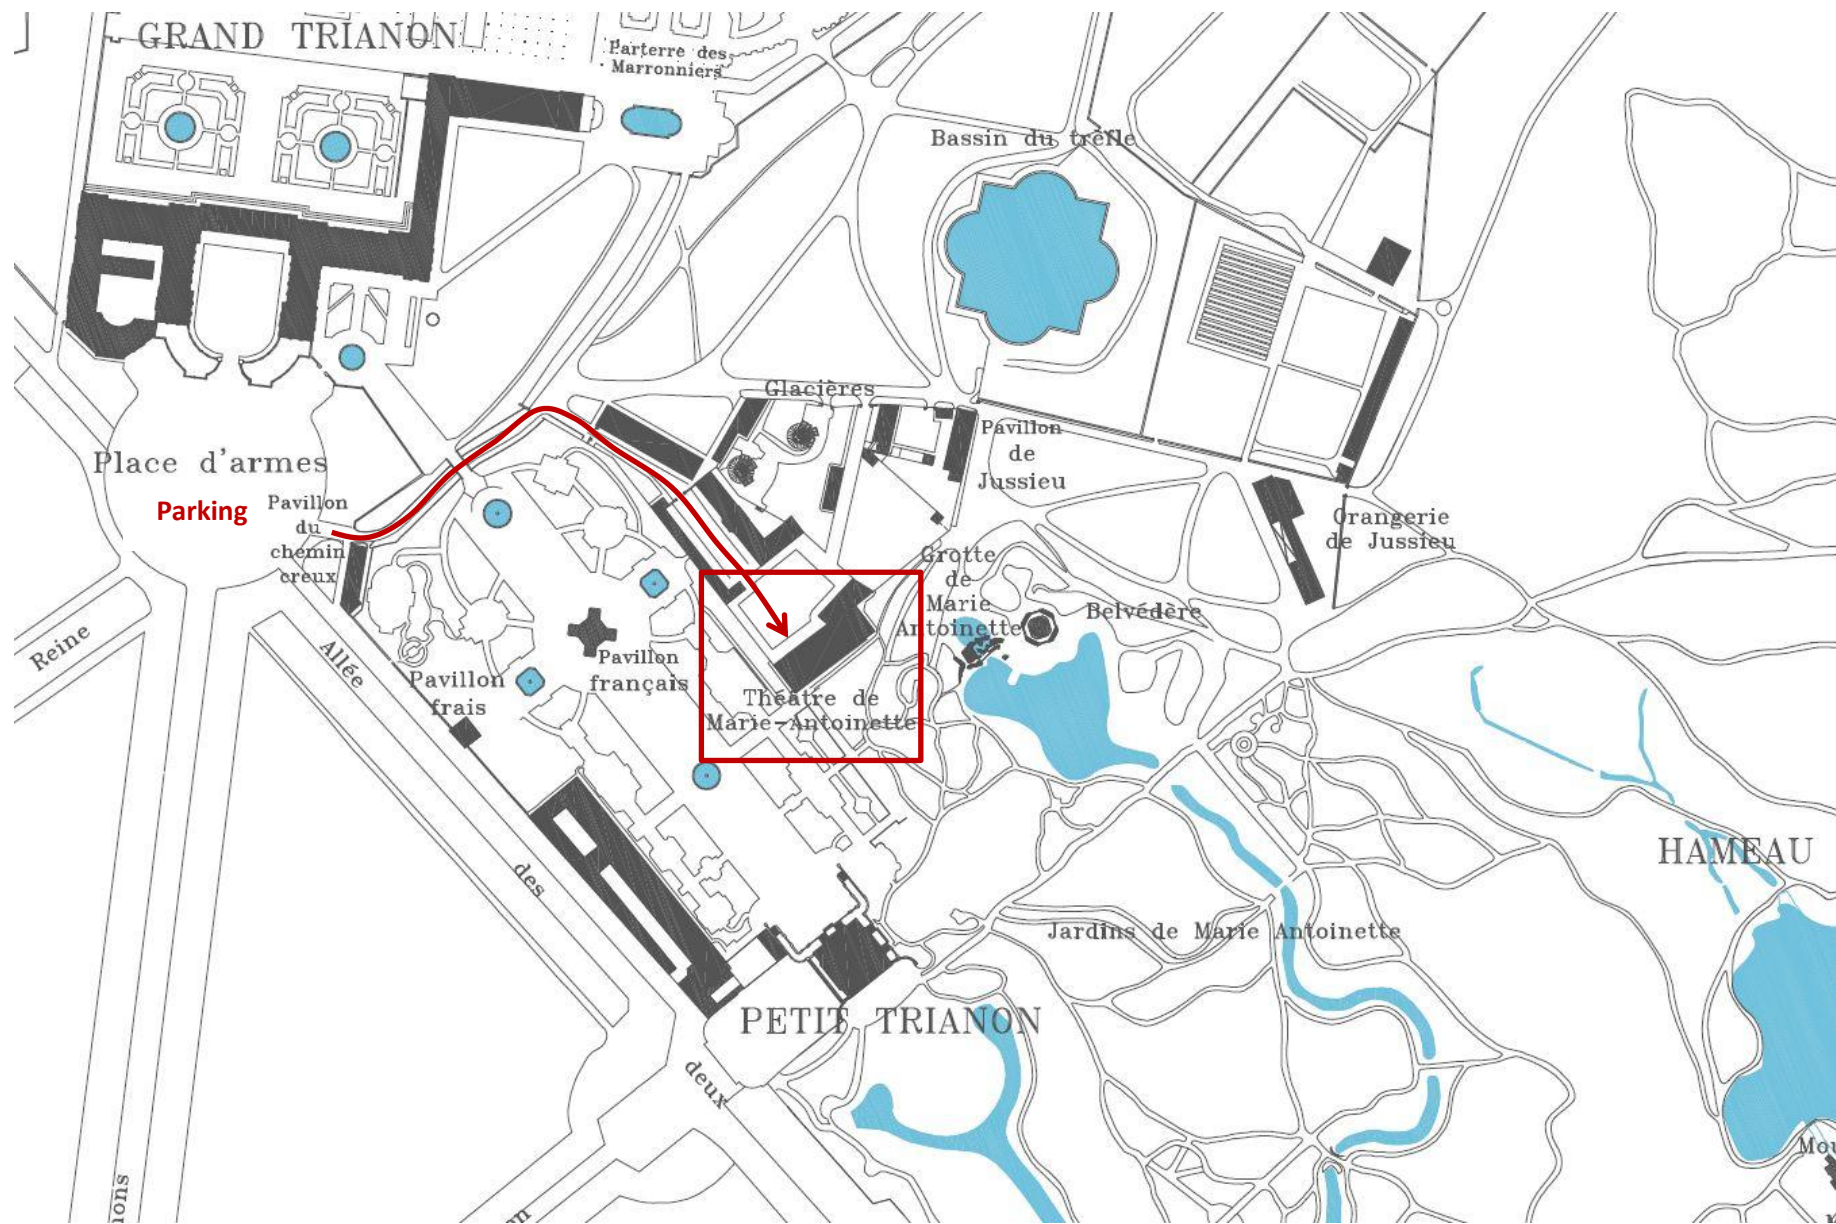 GRAND TRIANON
Parterre des
Marronniers
Bassin du trèfle
Glacières
Pavillon
de
Jussieu
Place d'armes
Parking
Pavillon
du
chemin
creux
Orangerie
de Jussieu
Grotte
de
Marie
Antoinette
Belvédère
Reine
Allée
des
deux
Pavillon
frais
Pavillon
français
Théâtre de
Marie-Antoinette
HAMEAU
Jardins de Marie Antoinette
PETIT TRIANON